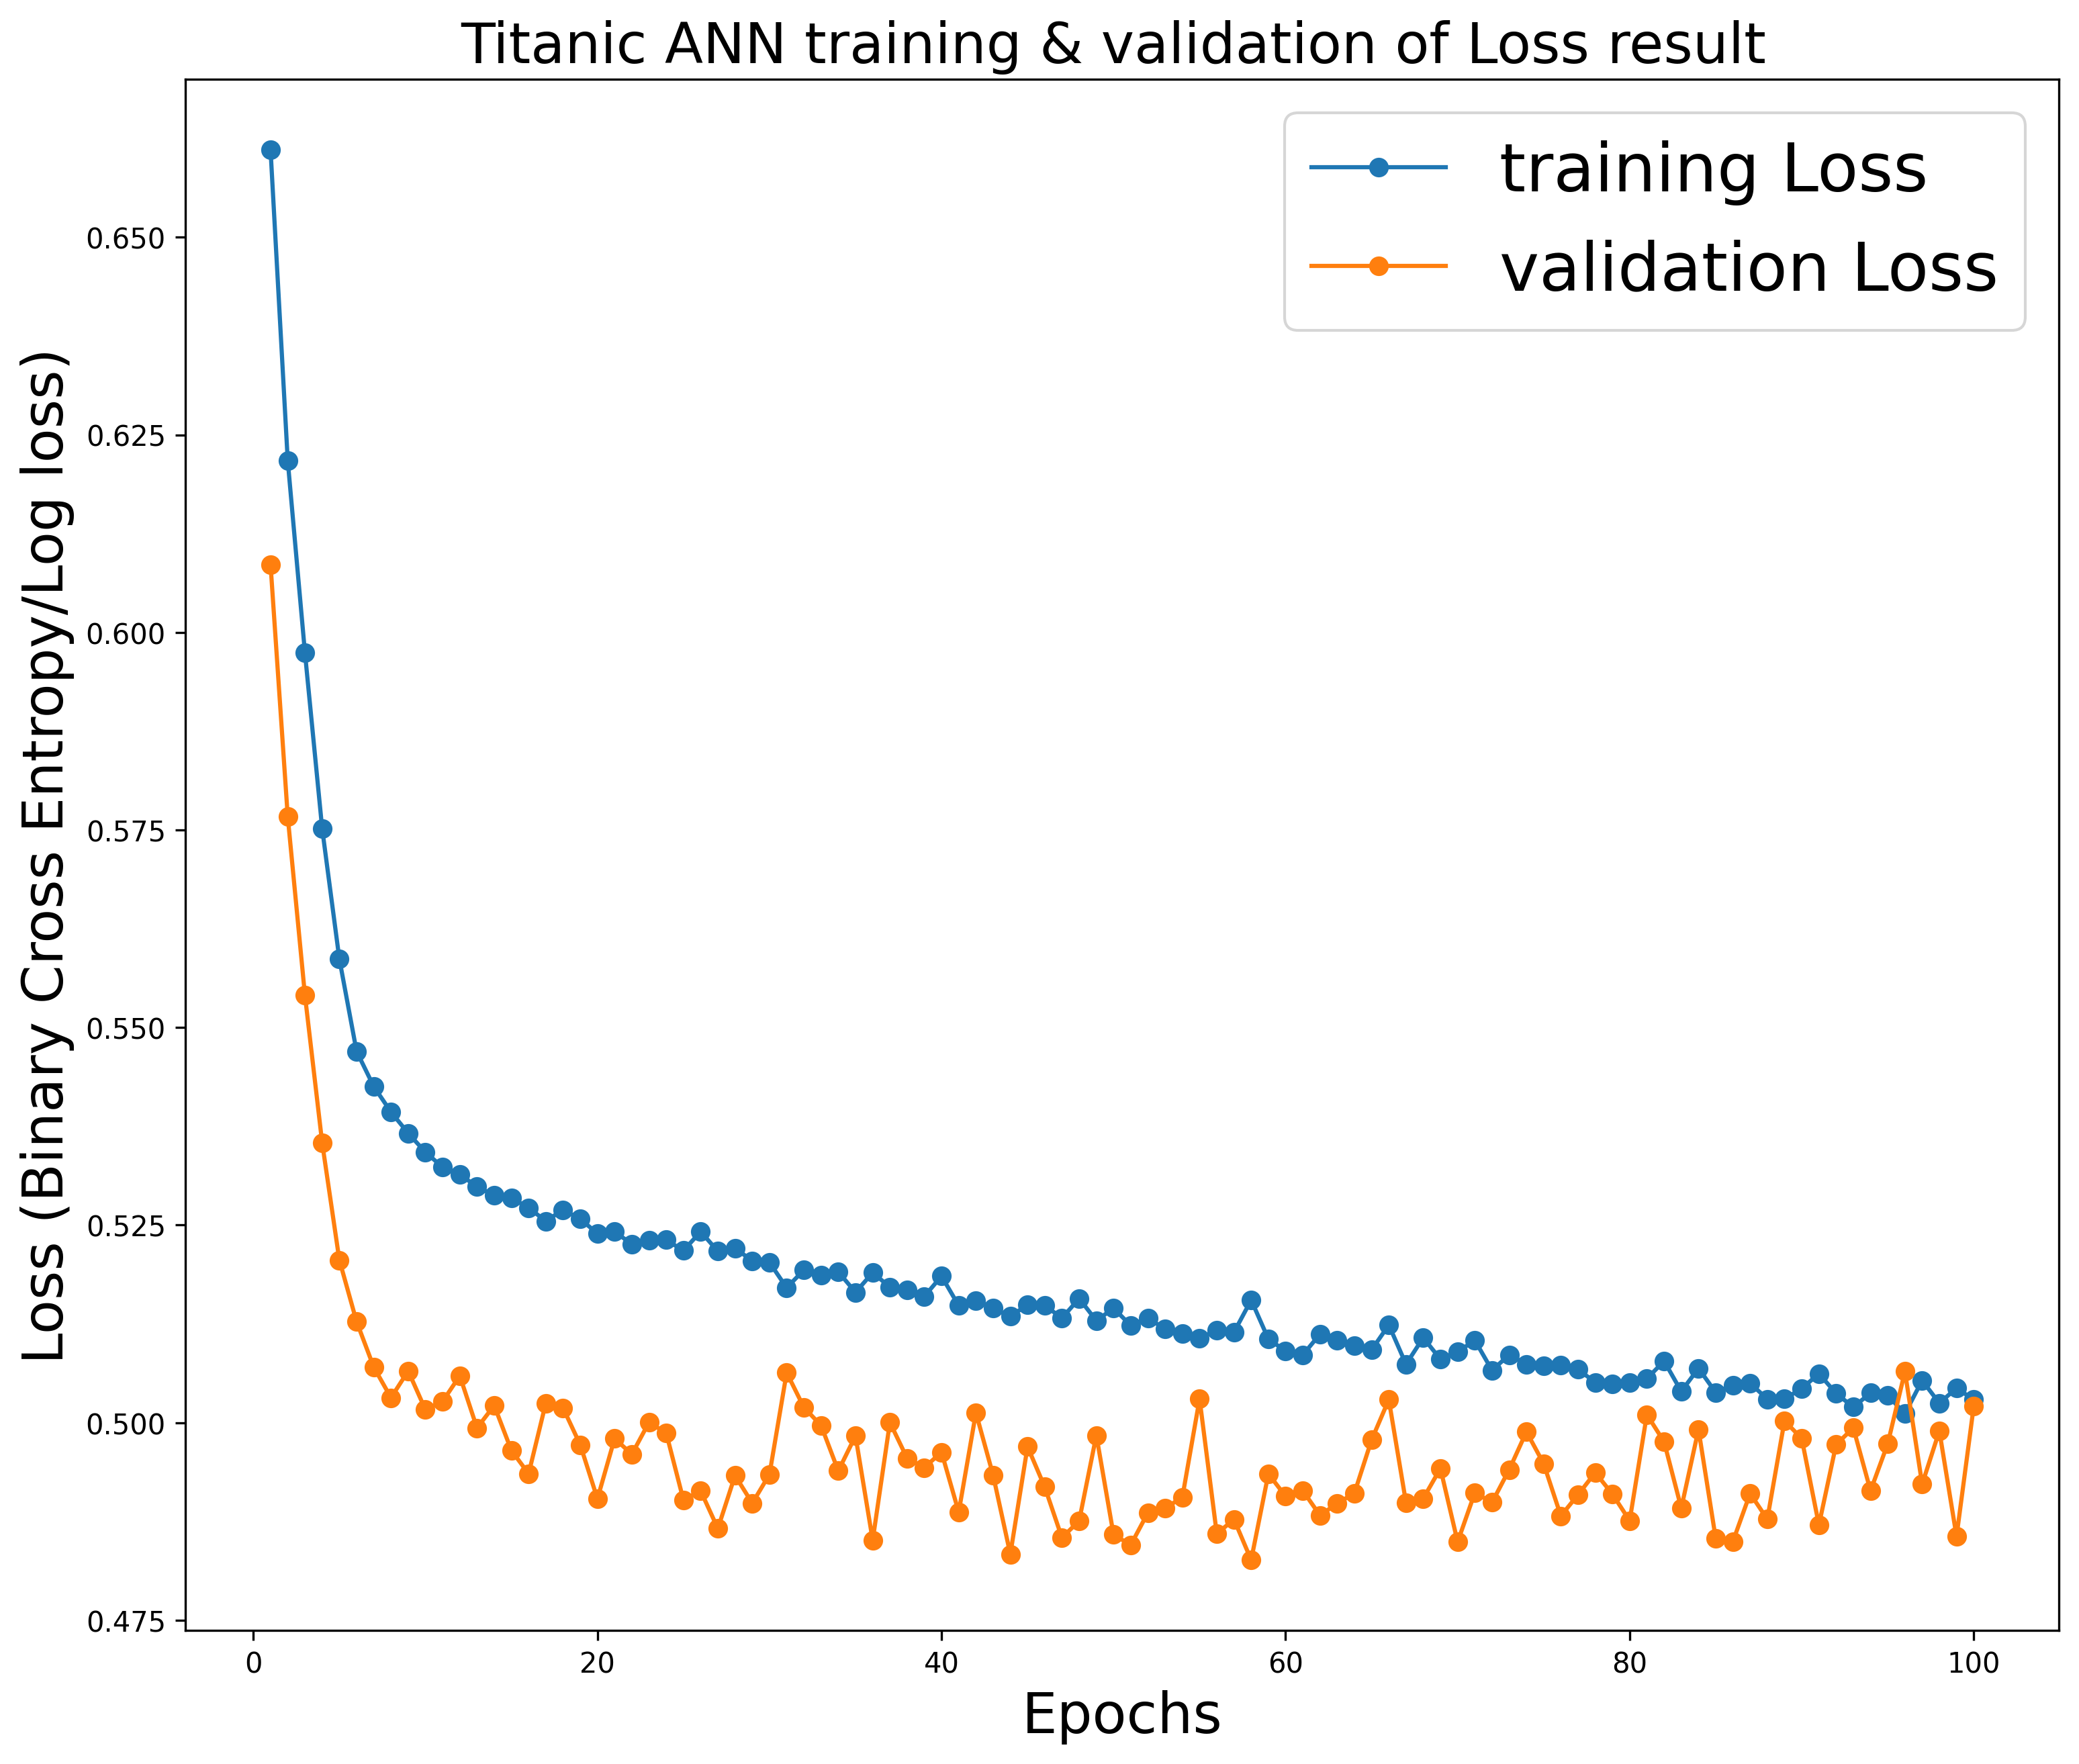 Titanic ANN training & validation of Loss result
training Loss
validation Loss
Loss (Binary Cross Entropy/Log loss)
0.650
0.625
0.600
0.575
0.550
0.525
0.500
0.475
0 20 40 60 80 100
Epochs